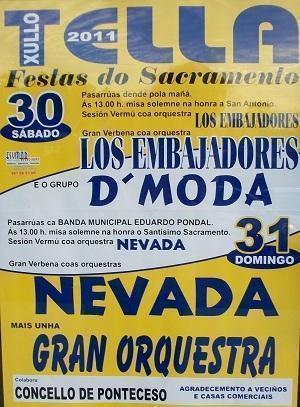 XULLO
2011
TELLA
Festas do Sacramento
30
SÁBADO
Pasarrúas dende pola mañá.
Ás 13.00 h. misa solemne na honra a San Antonio.
Sesión Vermú coa orquestra LOS EMBAJADORES
Gran Verbena coas orquestras
LOS-EMBAJADORES
E O GRUPO
D´MODA
Pasarrúas ca BANDA MUNICIPAL EDUARDO PONDAL.
Ás 13.00 h. misa solemne na honra o Santísimo Sacramento.
Sesión Vermú coa orquestra NEVADA
31
DOMINGO
Gran Verbena coas orquestras
NEVADA
MAIS UNHA
GRAN ORQUESTRA
Colabora:
CONCELLO DE PONTECESO
AGRADECEMENTO A VECIÑOS
E CASAS COMERCIAIS